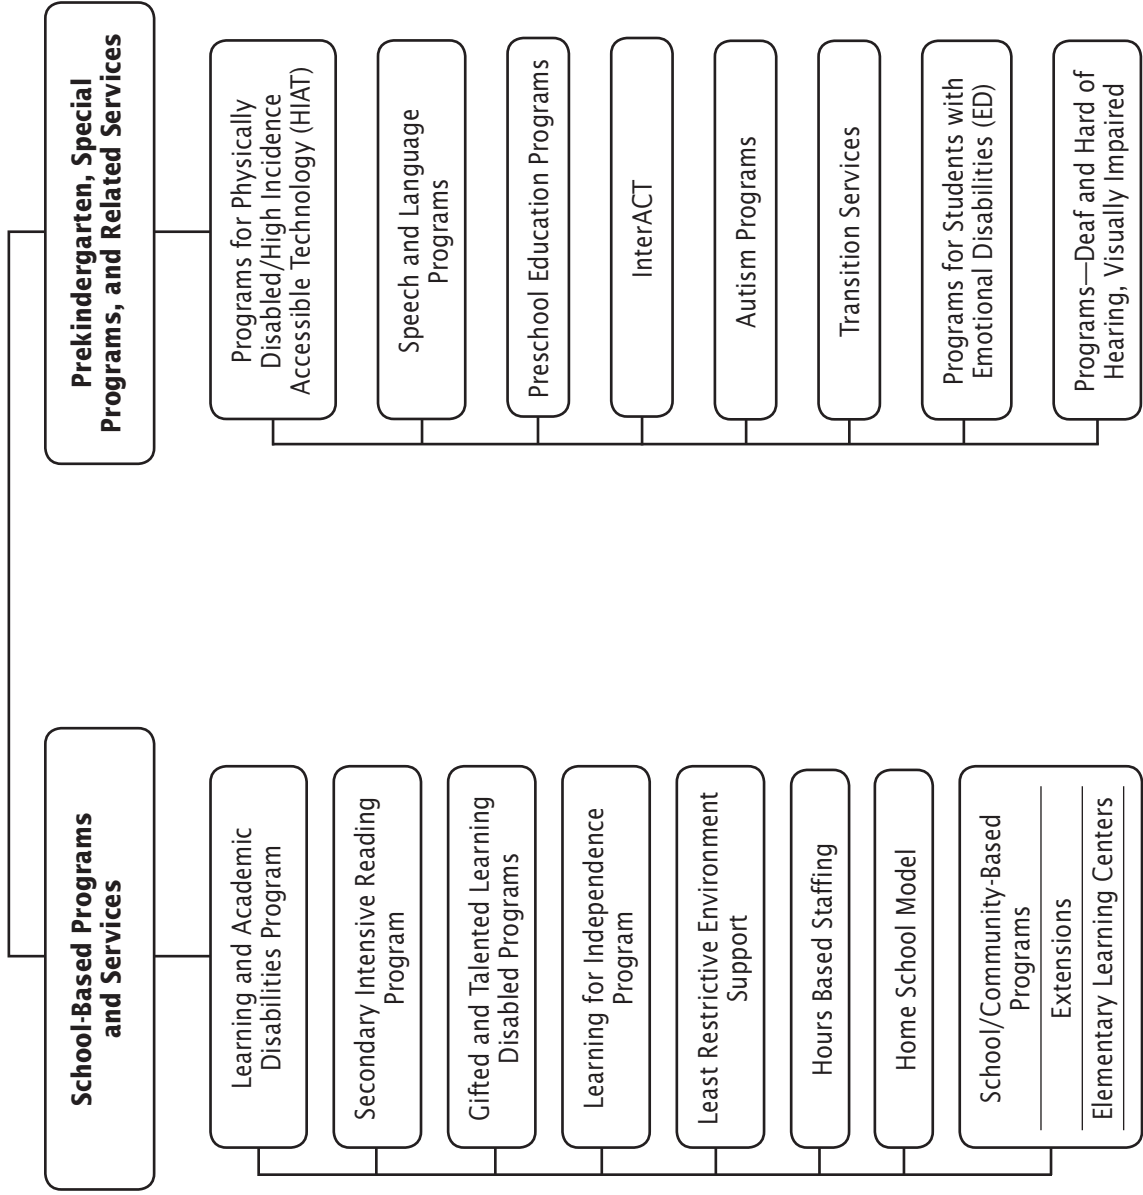 School-Based Programs
and Services
Learning and Academic
Disabilities Program
Secondary Intensive Reading
Program
Gifted and Talented Learning
Disabled Programs
Learning for Independence
Program
Least Restrictive Environment
Support
Hours Based Staffing
Home School Model
School/Community-Based
Programs
Extensions
Elementary Learning Centers
Prekindergarten, Special
Programs, and Related Services
Programs for Physically
Disabled/High Incidence
Accessible Technology (HIAT)
Speech and Language
Programs
Preschool Education Programs
InterACT
Autism Programs
Transition Services
Programs for Students with
Emotional Disabilities (ED)
Programs—Deaf and Hard of
Hearing, Visually Impaired